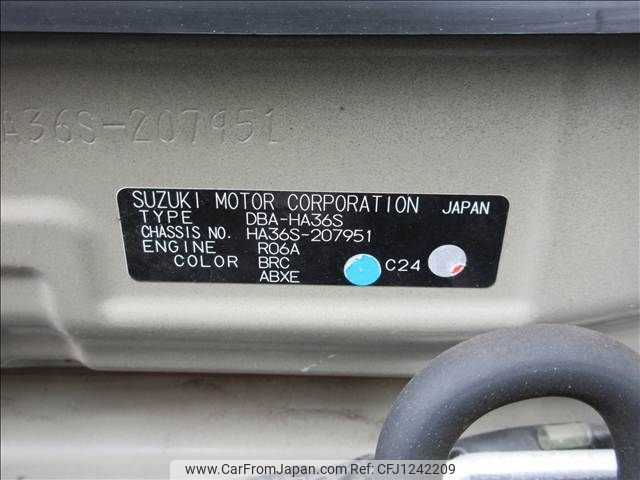 A36S-207951
SUZUKI MOTOR CORPORATION JAPAN
TYPE DBA-HA36S
CHASSIS NO. HA36S-207951
ENGINE R06A
COLOR BRC C24
ABXE
www.CarFromJapan.com Ref.No: CFJ1242209